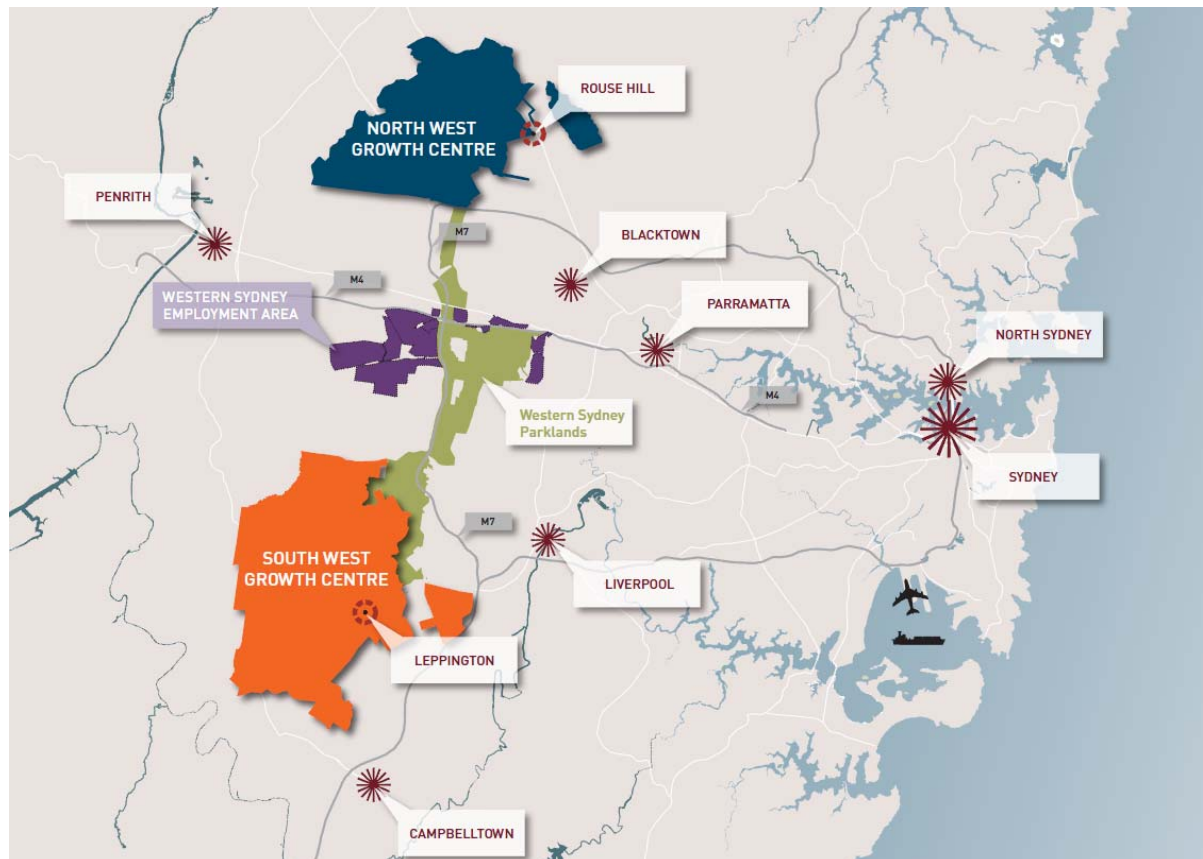 ROUSE HILL
NORTH WEST
GROWTH CENTRE
PENRITH
M7
BLACKTOWN
M4
WESTERN SYDNEY
EMPLOYMENT AREA
PARRAMATTA
NORTH SYDNEY
M4
Western Sydney
Parklands
SYDNEY
M7
SOUTH WEST
GROWTH CENTRE
LIVERPOOL
LEPPINGTON
CAMPBELLTOWN